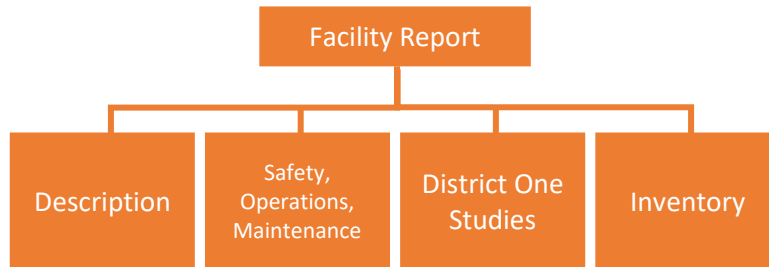 Facility Report
Description
Safety,
Operations,
Maintenance
District One
Studies
Inventory